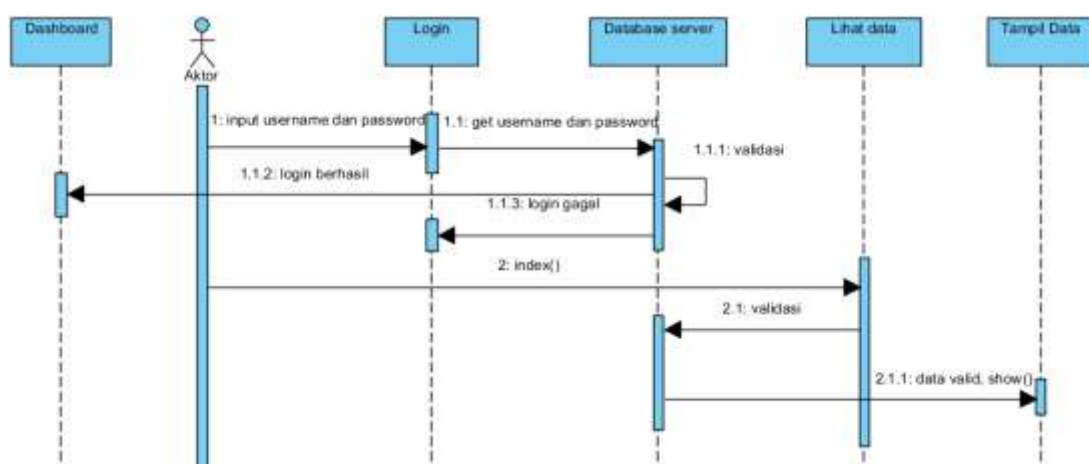 Dashboard
Aktor
Login
Database server
Lihat data
Tampil Data
1: input username dan password
1.1: get username dan password
1.1.1: validasi
1.1.2: login berhasil
1.1.3: login gagal
2: index()
2.1: validasi
2.1.1: data valid, show()